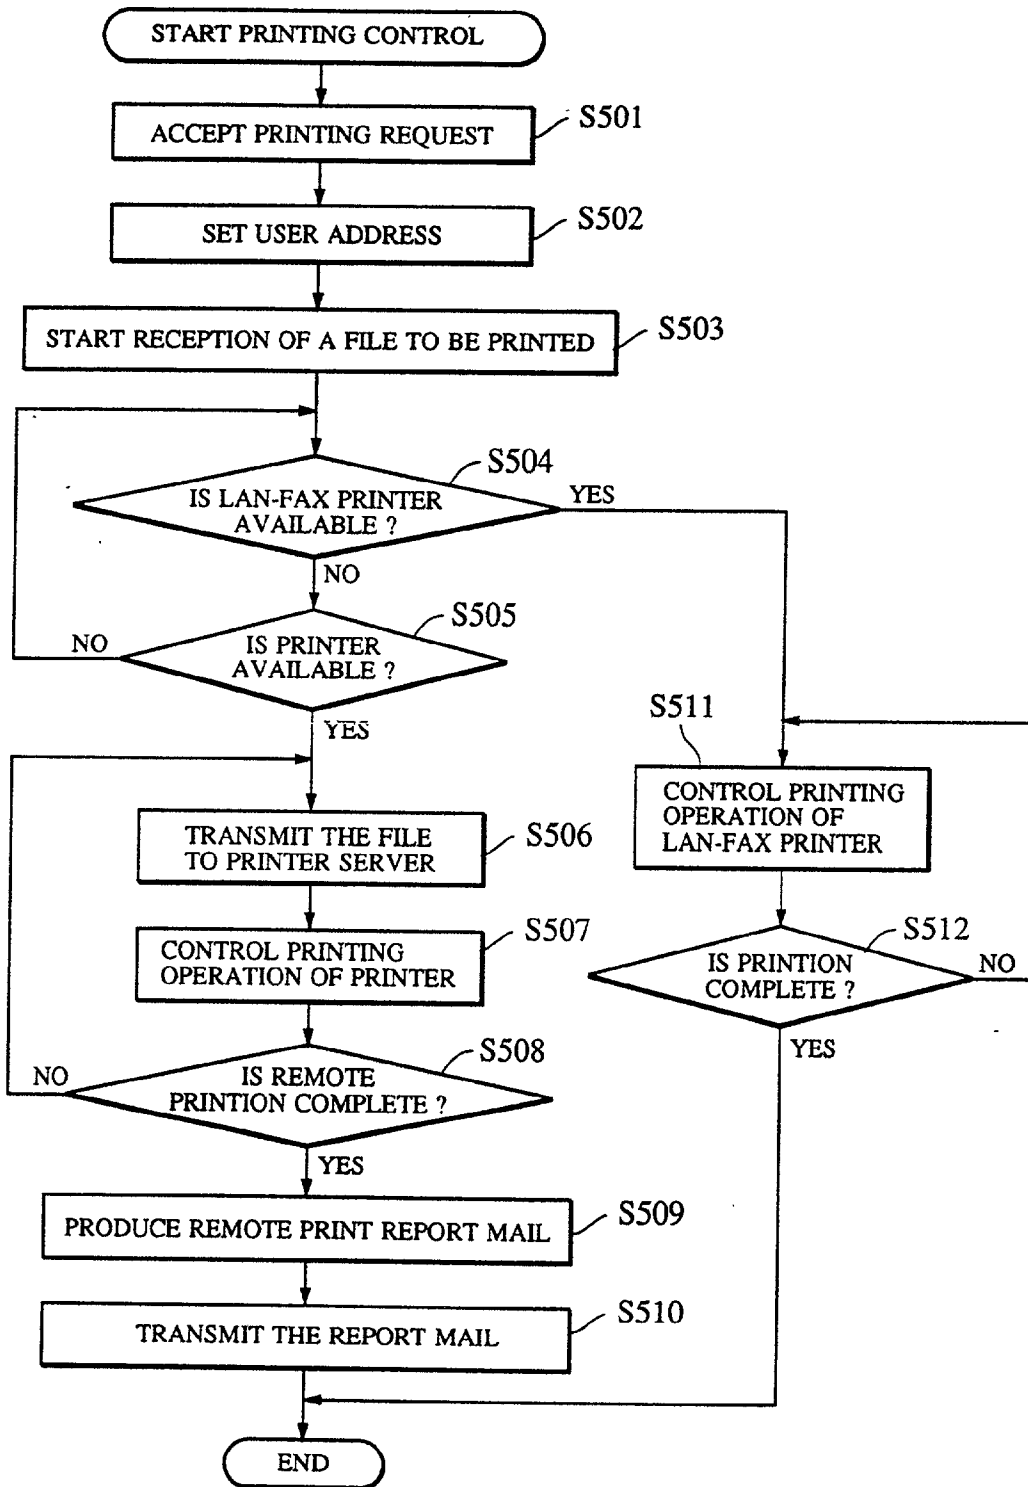 START PRINTING CONTROL
ACCEPT PRINTING REQUEST
S501
SET USER ADDRESS
S502
START RECEPTION OF A FILE TO BE PRINTED
S503
S504
IS LAN-FAX PRINTER
AVAILABLE ?
YES
NO
S505
IS PRINTER
AVAILABLE ?
NO
YES
TRANSMIT THE FILE
TO PRINTER SERVER
S506
CONTROL PRINTING
OPERATION OF PRINTER
S507
S508
IS REMOTE
PRINTION COMPLETE ?
NO
YES
PRODUCE REMOTE PRINT REPORT MAIL
S509
TRANSMIT THE REPORT MAIL
S510
S511
CONTROL PRINTING
OPERATION OF
LAN-FAX PRINTER
S512
IS PRINTION
COMPLETE ?
NO
YES
END